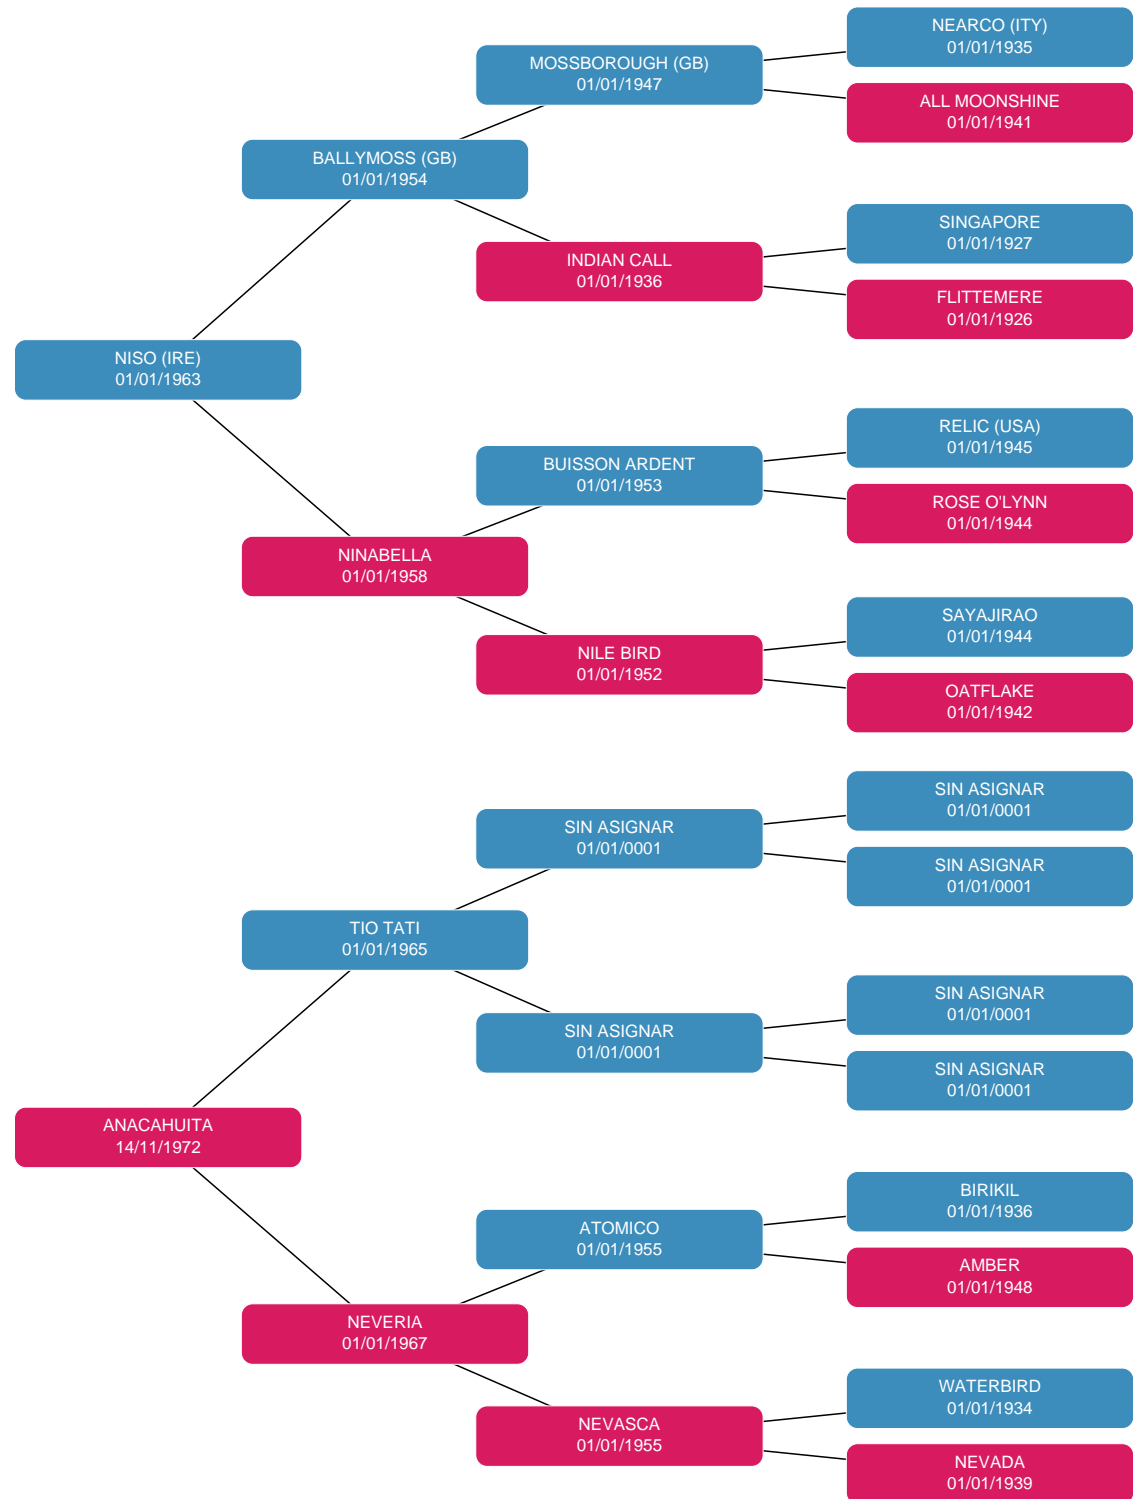 NEARCO (ITY)
01/01/1935
MOSSBOROUGH (GB)
01/01/1947
ALL MOONSHINE
01/01/1941
BALLYMOSS (GB)
01/01/1954
SINGAPORE
01/01/1927
INDIAN CALL
01/01/1936
FLITTEMERE
01/01/1926
NISO (IRE)
01/01/1963
RELIC (USA)
01/01/1945
BUISSON ARDENT
01/01/1953
ROSE O'LYNN
01/01/1944
NINABELLA
01/01/1958
SAYAJIRAO
01/01/1944
NILE BIRD
01/01/1952
OATFLAKE
01/01/1942
SIN ASIGNAR
01/01/0001
SIN ASIGNAR
01/01/0001
SIN ASIGNAR
01/01/0001
TIO TATI
01/01/1965
SIN ASIGNAR
01/01/0001
SIN ASIGNAR
01/01/0001
SIN ASIGNAR
01/01/0001
ANACAHUITA
14/11/1972
BIRIKIL
01/01/1936
ATOMICO
01/01/1955
AMBER
01/01/1948
NEVERIA
01/01/1967
WATERBIRD
01/01/1934
NEVASCA
01/01/1955
NEVADA
01/01/1939